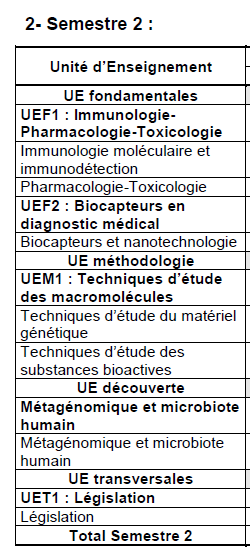 2- Semestre 2 :
Unité d'Enseignement
UE fondamentales
UEF1 : Immunologie-
Pharmacologie-Toxicologie
Immunologie moléculaire et
immunodétection
Pharmacologie-Toxicologie
UEF2 : Biocapteurs en
diagnostic médical
Biocapteurs et nanotechnologie
UE méthodologie
UEM1 : Techniques d'étude
des macromolécules
Techniques d'étude du matériel
génétique
Techniques d'étude des
substances bioactives
UE découverte
Métagénomique et microbiote
humain
Métagénomique et microbiote
humain
UE transversales
UET1 : Législation
Législation
Total Semestre 2